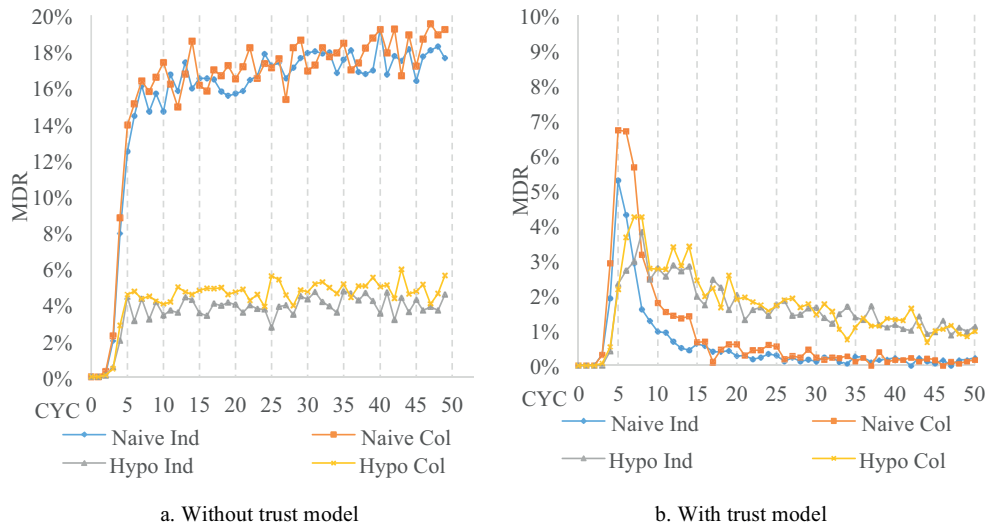 20%
18%
16%
14%
12%
10%
8%
6%
4%
2%
0%
MDR
CYC
0 5 10 15 20 25 30 35 40 45 50
Naive Ind
Naive Col
Hypo Ind
Hypo Col
a. Without trust model
10%
9%
8%
7%
6%
5%
4%
3%
2%
1%
0%
MDR
CYC
0 5 10 15 20 25 30 35 40 45 50
Naive Ind
Naive Col
Hypo Ind
Hypo Col
b. With trust model